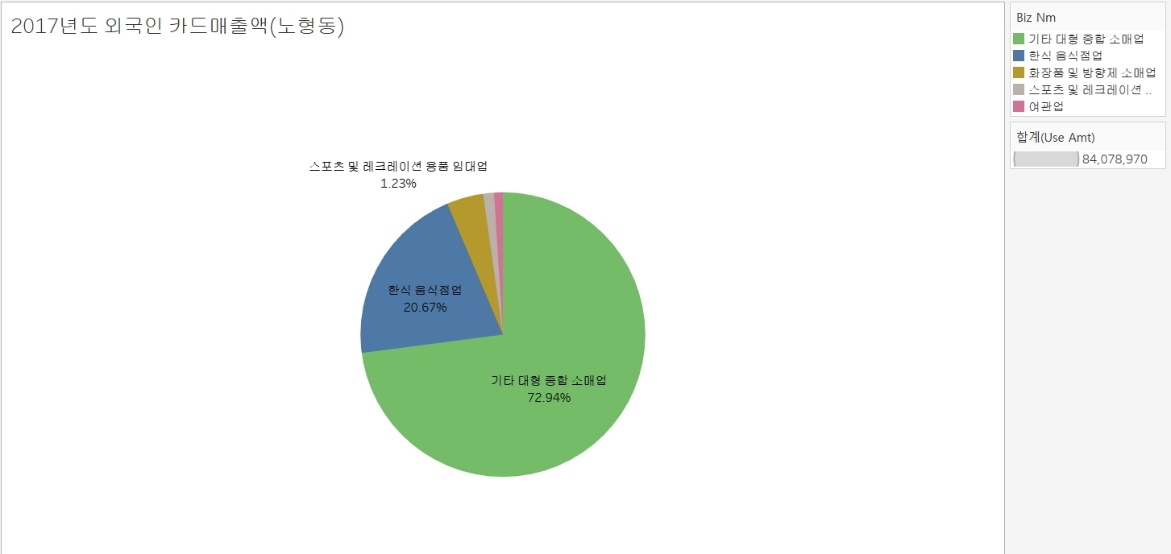 2017년도 외국인 카드매출액(노형동)
스포츠 및 레크레이션 용품 임대업
1.23%
한식 음식점업
20.67%
기타 대형 종합 소매업
72.94%
Biz Nm
기타 대형 종합 소매업
한식 음식점업
화장품 및 방향제 소매업
스포츠 및 레크레이션 ..
여관업
합계(Use Amt)
84,078,970